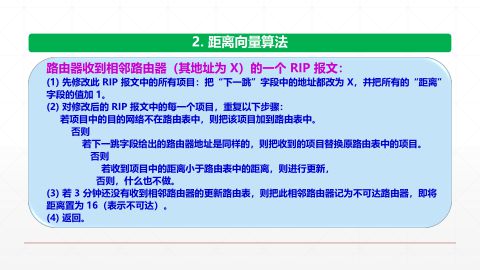 2. 距离向量算法
路由器收到相邻路由器（其地址为 X）的一个 RIP 报文：
(1) 先修改此 RIP 报文中的所有项目：把“下一跳”字段中的地址都改为 X，并把所有的“距离”
字段的值加 1。
(2) 对修改后的 RIP 报文中的每一个项目，重复以下步骤：
若项目中的目的网络不在路由表中，则把该项目加到路由表中。
否则
若下一跳字段给出的路由器地址是同样的，则把收到的项目替换原路由表中的项目。
否则
若收到项目中的距离小于路由表中的距离，则进行更新，
否则，什么也不做。
(3) 若 3 分钟还没有收到相邻路由器的更新路由表，则把此相邻路由器记为不可达路由器，即将
距离置为 16（表示不可达）。
(4) 返回。